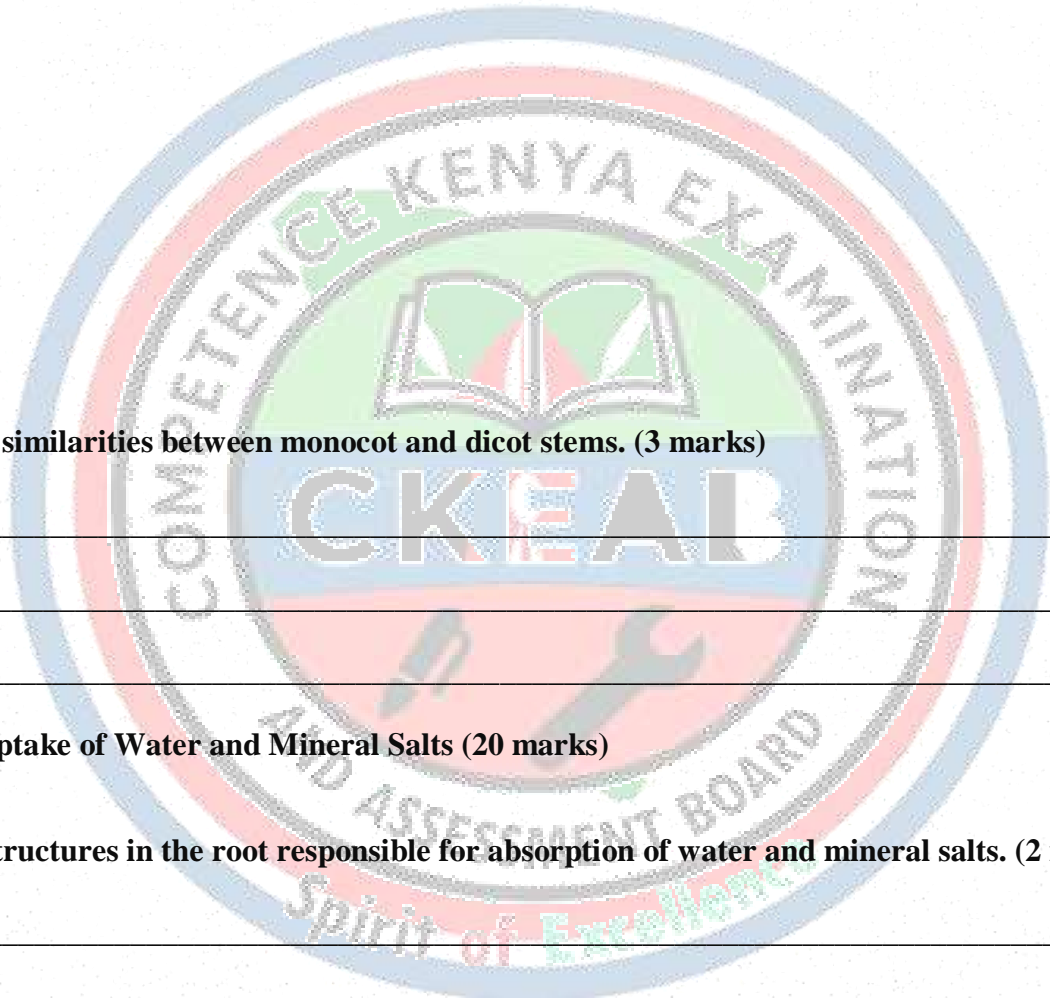 COMPETENCE KENYA EXAMINATION
similarities between monocot and dicot stems. (3 marks)
CKEAB
ptake of Water and Mineral Salts (20 marks)
AND ASSESSMENT BOARD
tructures in the root responsible for absorption of water and mineral salts. (2
Spirit of Excellence